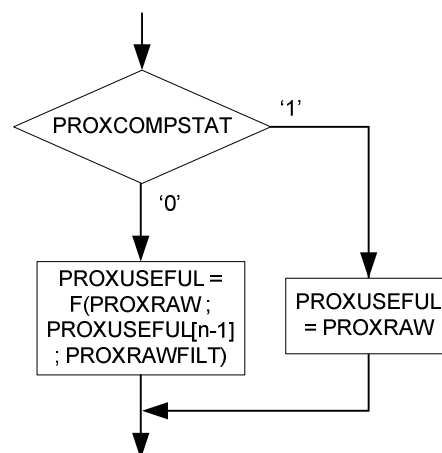 PROXCOMPSTAT
‘1’
‘0’
PROXUSEFUL =
F(PROXRAW ;
PROXUSEFUL[n-1]
; PROXRAWFILT)
PROXUSEFUL
= PROXRAW